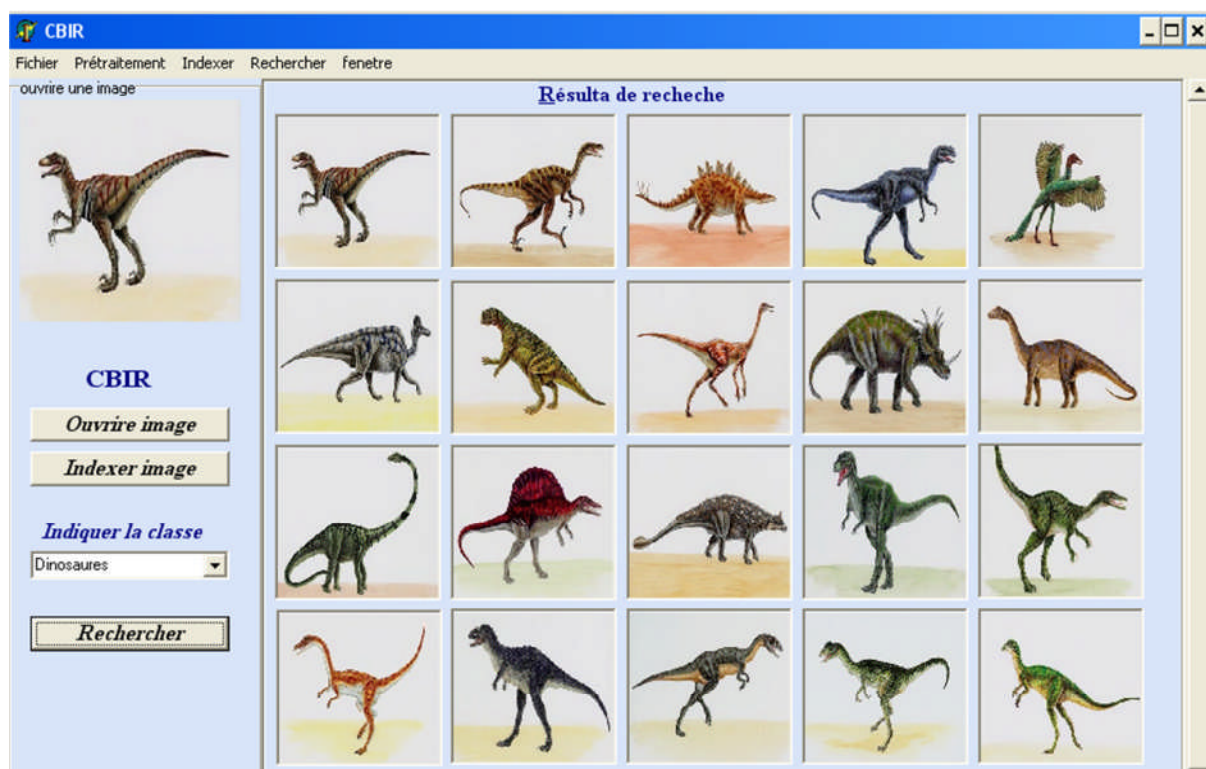 CBIR
Fichier Prétraitement Indexer Rechercher fenetre
ouvrire une image
Résulta de recheche
CBIR
Ouvrire image
Indexer image
Indiquer la classe
Dinosaures
Rechercher